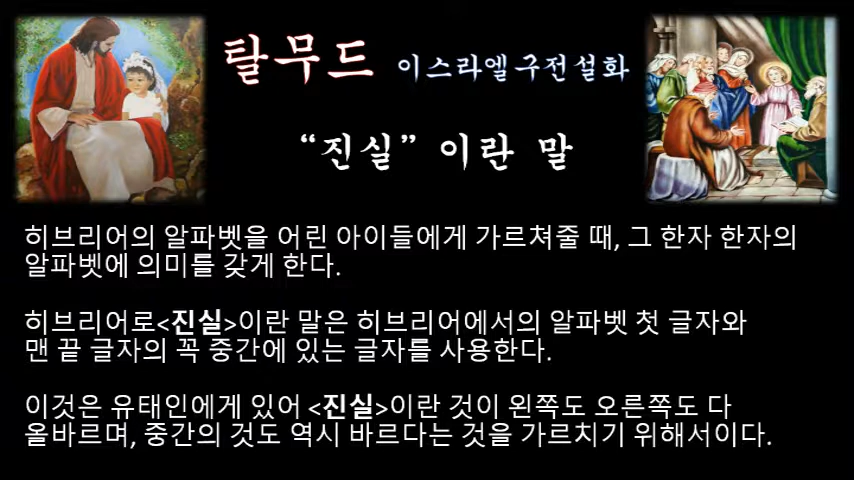 탈무드 이스라엘구전설화
“진실” 이란 말
히브리어의 알파벳을 어린 아이들에게 가르쳐줄 때, 그 한자 한자의
알파벳에 의미를 갖게 한다.
히브리어로<진실>이란 말은 히브리어에서의 알파벳 첫 글자와
맨 끝 글자의 꼭 중간에 있는 글자를 사용한다.
이것은 유태인에게 있어 <진실>이란 것이 왼쪽도 오른쪽도 다
올바르며, 중간의 것도 역시 바르다는 것을 가르치기 위해서이다.